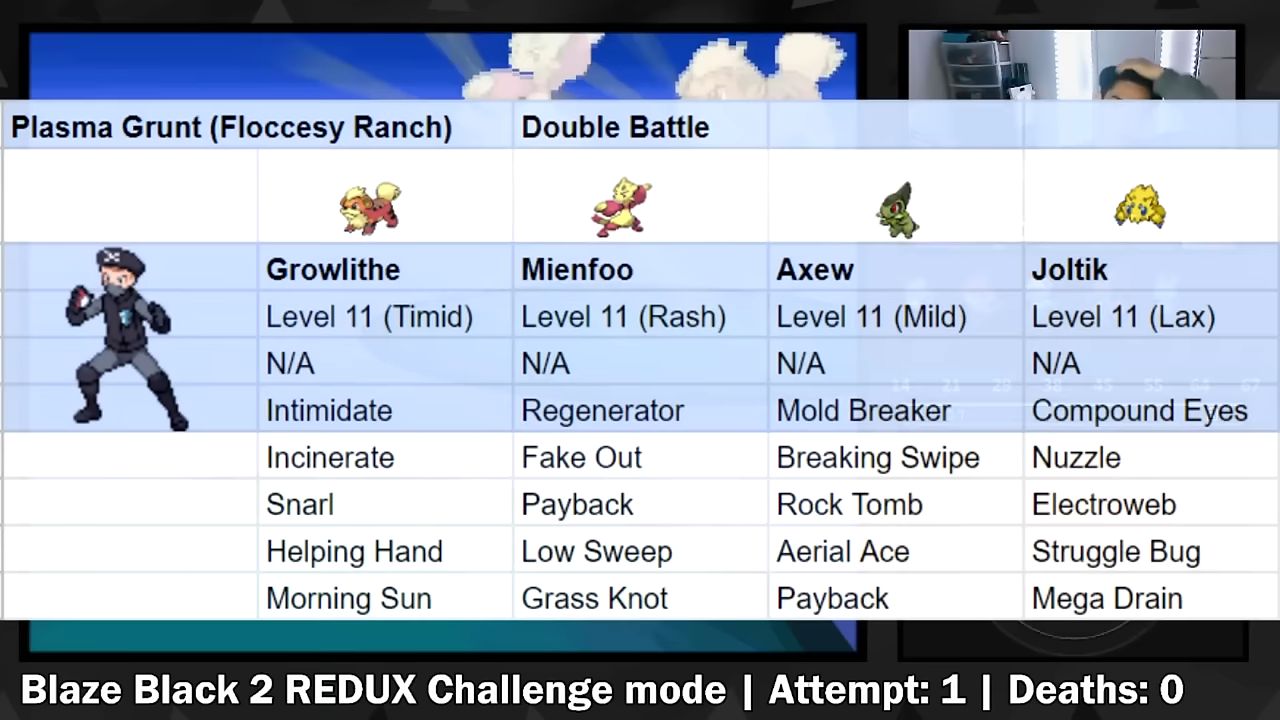 Plasma Grunt (Floccesy Ranch) Double Battle
Growlithe Mienfoo Axew Joltik
Level 11 (Timid) Level 11 (Rash) Level 11 (Mild) Level 11 (Lax)
N/A N/A N/A N/A
Intimidate Regenerator Mold Breaker Compound Eyes
Incinerate Fake Out Breaking Swipe Nuzzle
Snarl Payback Rock Tomb Electroweb
Helping Hand Low Sweep Aerial Ace Struggle Bug
Morning Sun Grass Knot Payback Mega Drain
Blaze Black 2 REDUX Challenge mode | Attempt: 1 | Deaths: 0